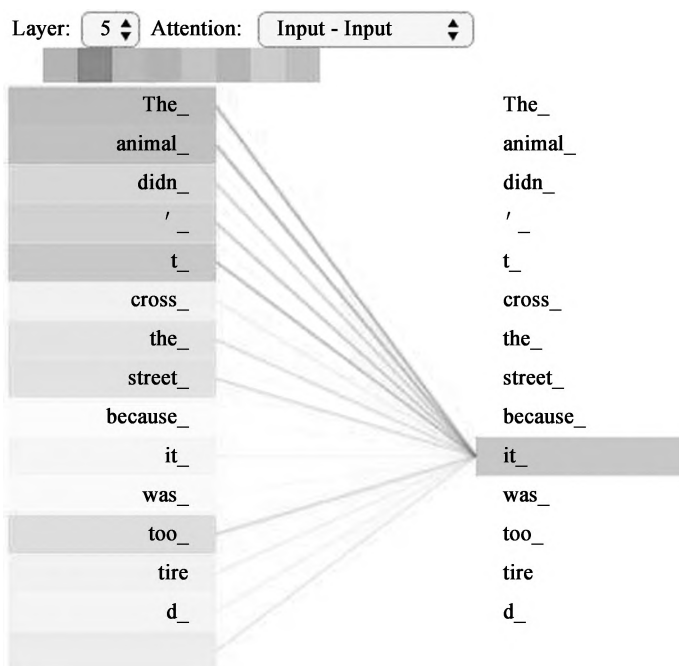 Layer: 5 Attention: Input - Input
The_ The_
animal_ animal_
didn_ didn_
′_ ′_
t_ t_
cross_ cross_
the_ the_
street_ street_
because_ because_
it_ it_
was_ was_
too_ too_
tire tire
d_ d_